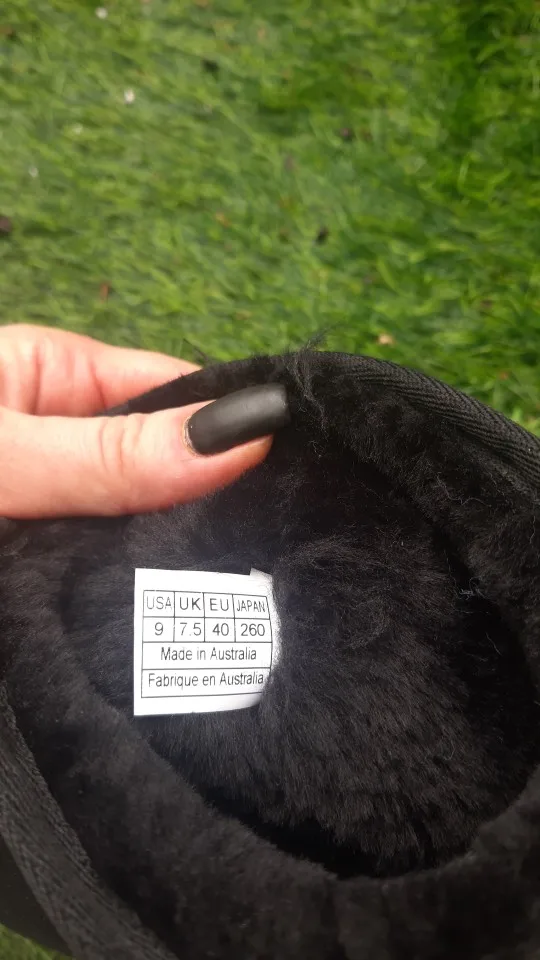 USA UK EU JAPAN
9 7.5 40 260
Made in Australia
Fabrique en Australia